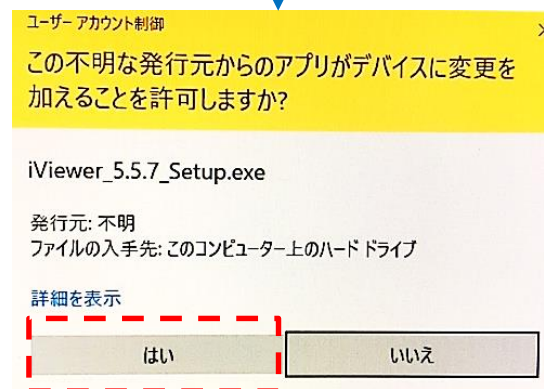 ユーザー アカウント制御
この不明な発行元からのアプリがデバイスに変更を
加えることを許可しますか?
iViewer_5.5.7_Setup.exe
発行元: 不明
ファイルの入手先: このコンピューター上のハード ドライブ
詳細を表示
はい
いいえ